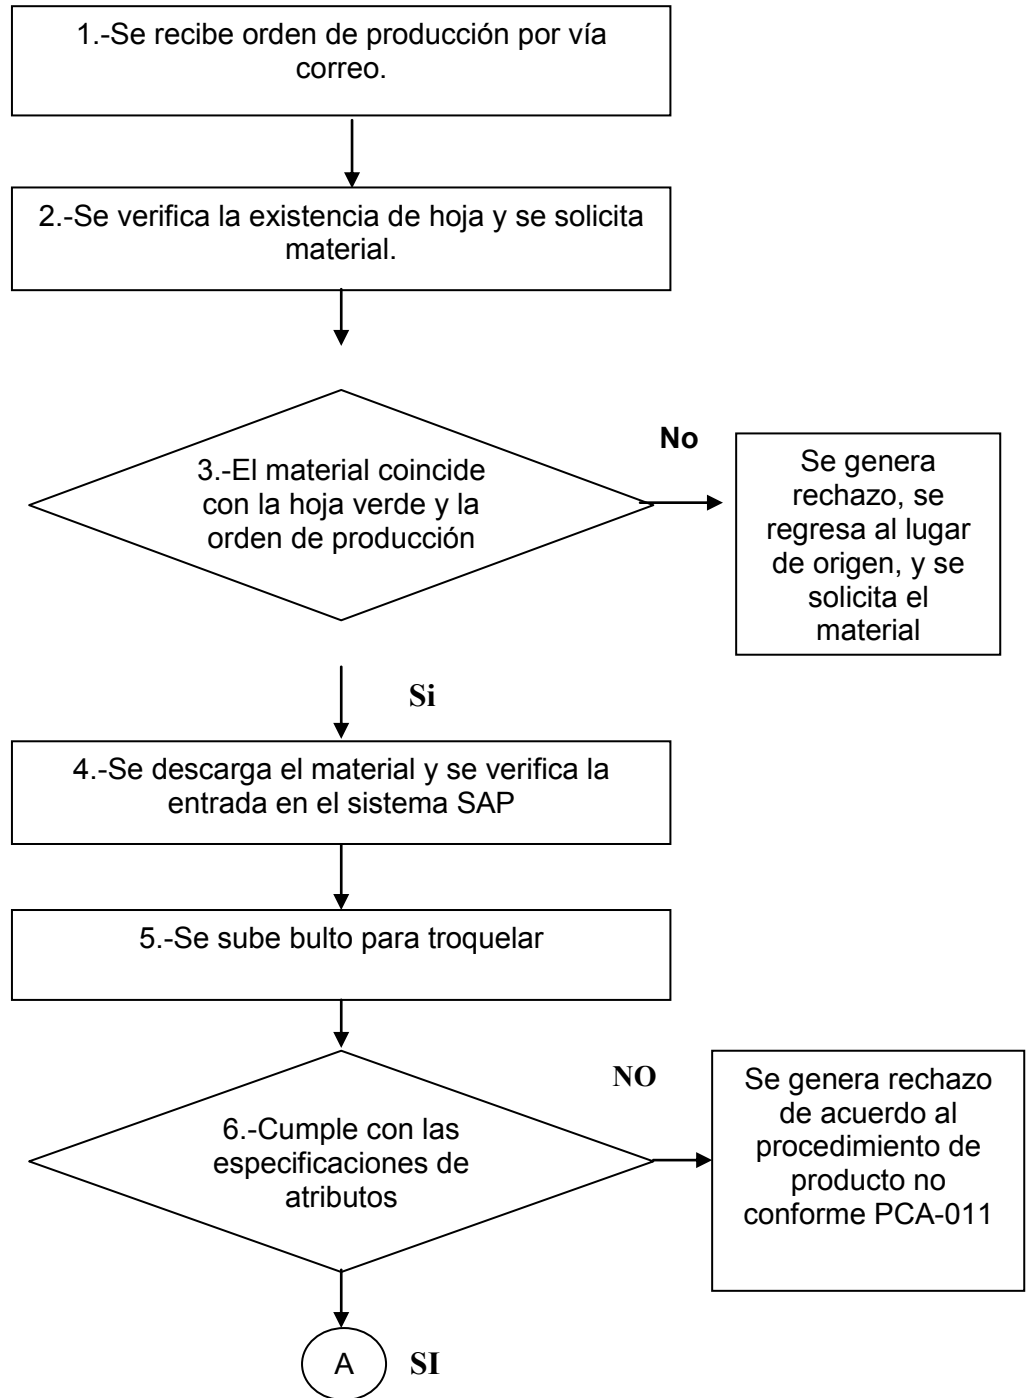 1.-Se recibe orden de producción por vía
correo.
2.-Se verifica la existencia de hoja y se solicita
material.
3.-El material coincide
con la hoja verde y la
orden de producción
No
Se genera
rechazo, se
regresa al lugar
de origen, y se
solicita el
material
Si
4.-Se descarga el material y se verifica la
entrada en el sistema SAP
5.-Se sube bulto para troquelar
6.-Cumple con las
especificaciones de
atributos
NO
Se genera rechazo
de acuerdo al
procedimiento de
producto no
conforme PCA-011
A
SI